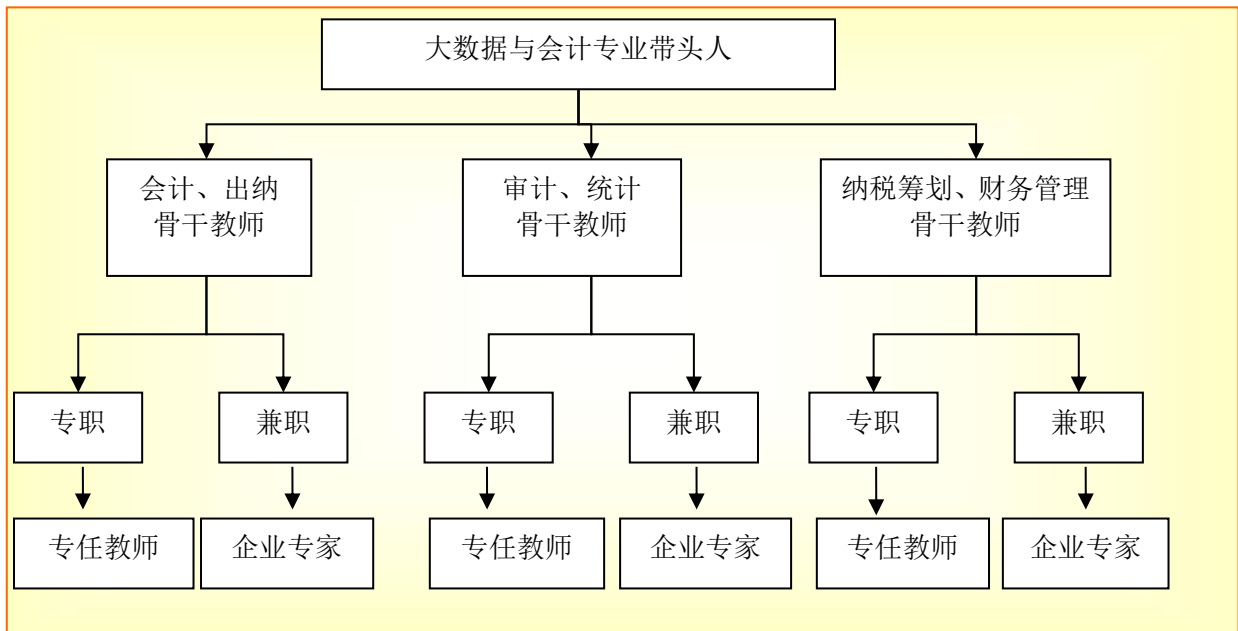 大数据与会计专业带头人
会计、出纳
骨干教师
审计、统计
骨干教师
纳税筹划、财务管理
骨干教师
专职
兼职
专职
兼职
专职
兼职
专任教师
企业专家
专任教师
企业专家
专任教师
企业专家